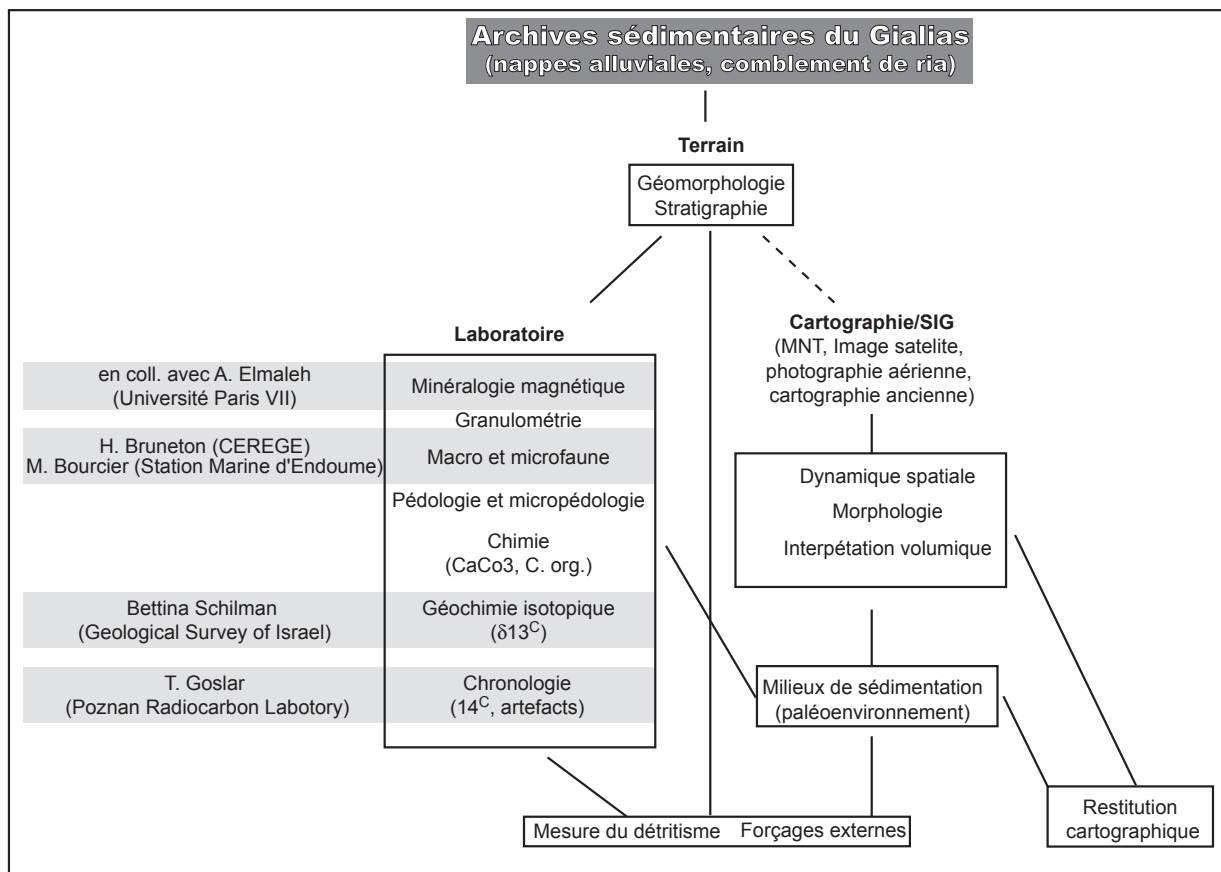 Archives sédimentaires du Gialias
(nappes alluviales, comblement de ria)
Terrain
Géomorphologie
Stratigraphie
Laboratoire
en coll. avec A. Elmaleh
(Université Paris VII)
Minéralogie magnétique
Granulométrie
H. Bruneton (CEREGE)
M. Bourcier (Station Marine d'Endoume)
Macro et microfaune
Pédologie et micropédologie
Chimie
(CaCo3, C. org.)
Bettina Schilman
(Geological Survey of Israel)
Géochimie isotopique
(δ13C)
T. Goslar
(Poznan Radiocarbon Labotory)
Chronologie
(14C, artefacts)
Cartographie/SIG
(MNT, Image satelite,
photographie aérienne,
cartographie ancienne)
Dynamique spatiale
Morphologie
Interpétation volumique
Milieux de sédimentation
(paléoenvironnement)
Mesure du détritisme Forçages externes
Restitution
cartographique